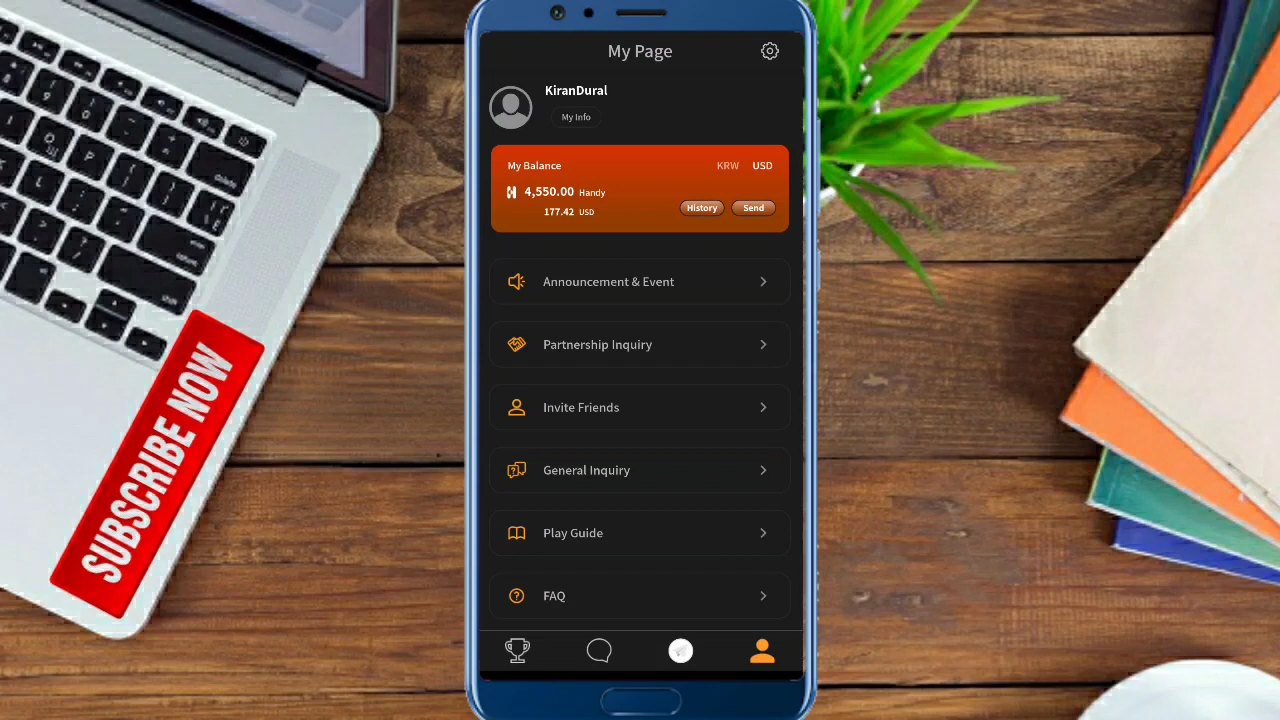 My Page
KiranDural
My Info
My Balance KRW USD
4,550.00 Handy
177.42 USD
History Send
Announcement & Event
Partnership Inquiry
Invite Friends
General Inquiry
Play Guide
FAQ
SUBSCRIBE NOW